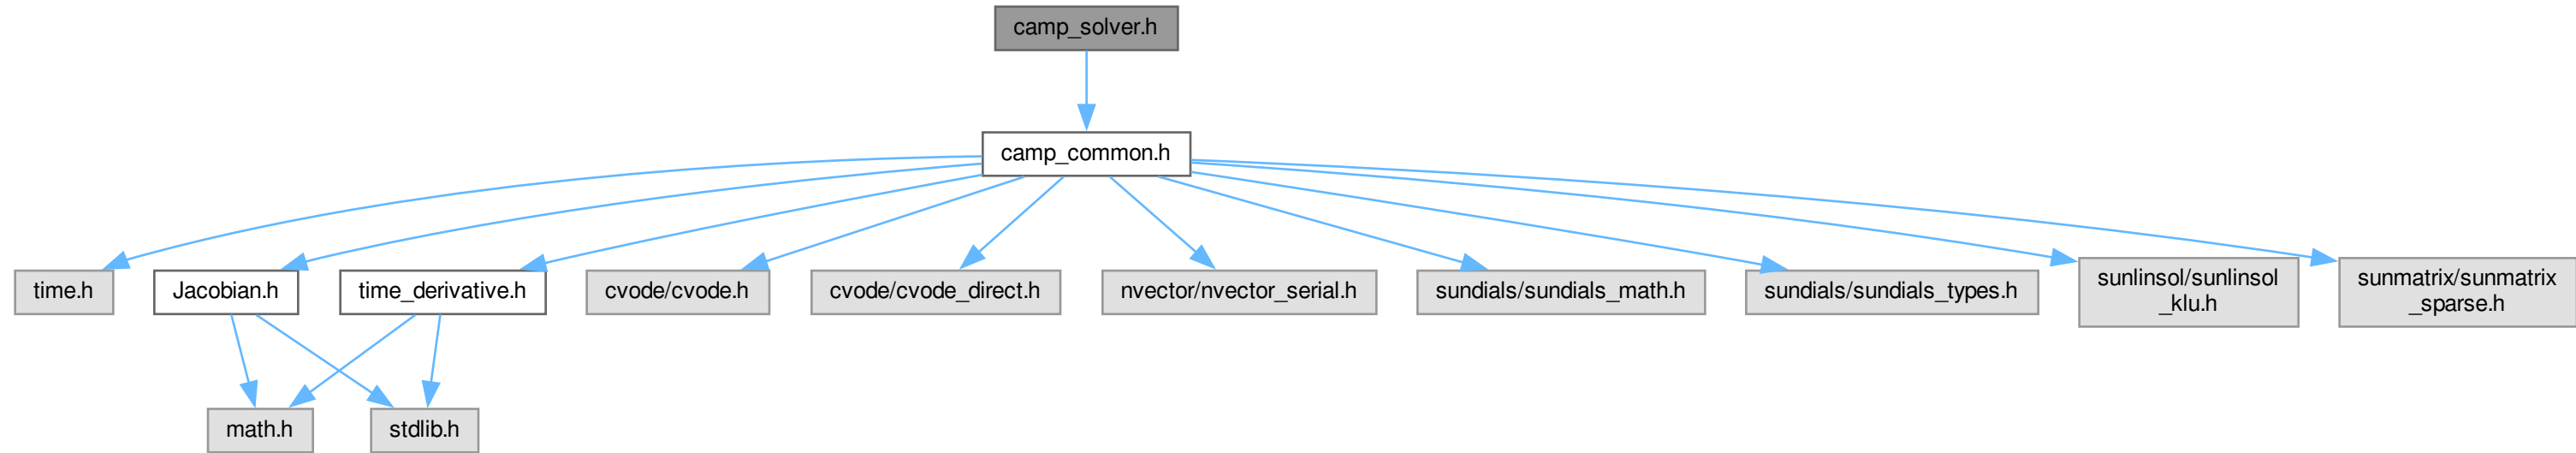 camp_solver.h
camp_common.h
time.h
Jacobian.h
time_derivative.h
cvode/cvode.h
cvode/cvode_direct.h
nvector/nvector_serial.h
sundials/sundials_math.h
sundials/sundials_types.h
sunlinsol/sunlinsol
_klu.h
sunmatrix/sunmatrix
_sparse.h
math.h
stdlib.h